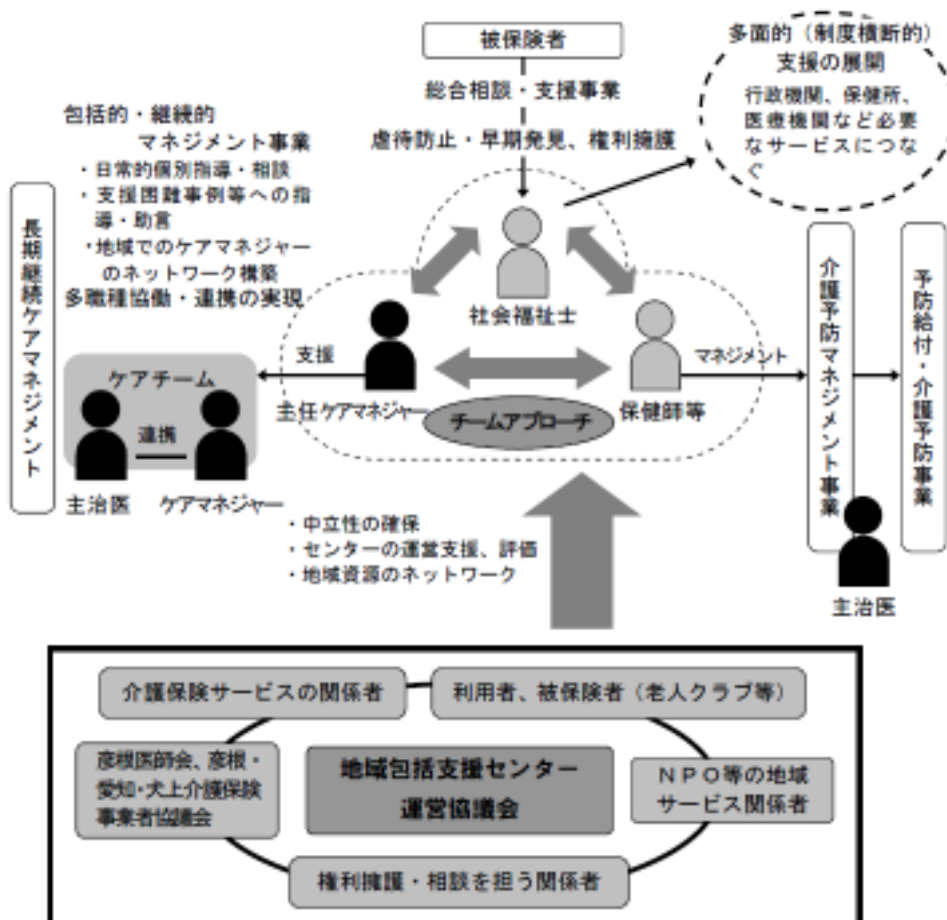 被保険者
総合相談・支援事業
虐待防止・早期発見、権利擁護
多面的（制度横断的）
支援の展開
行政機関、保健所、
医療機関など必要
なサービスにつな
ぐ
包括的・継続的
マネジメント事業
・日常的個別指導・相談
・支援困難事例等への指
導・助言
・地域でのケアマネジャー
のネットワーク構築
多職種協働・連携の実現
長期継続ケアマネジメント
社会福祉士
支援
主任ケアマネジャー
チームアプローチ
保健師等
マネジメント
介護予防マネジメント事業
予防給付・介護予防事業
主治医
ケアチーム
連携
主治医
ケアマネジャー
・中立性の確保
・センターの運営支援、評価
・地域資源のネットワーク
介護保険サービスの関係者
利用者、被保険者（老人クラブ等）
彦根医師会、彦根・
愛知・犬上介護保険
事業者協議会
地域包括支援センター
運営協議会
ＮＰＯ等の地域
サービス関係者
権利擁護・相談を担う関係者